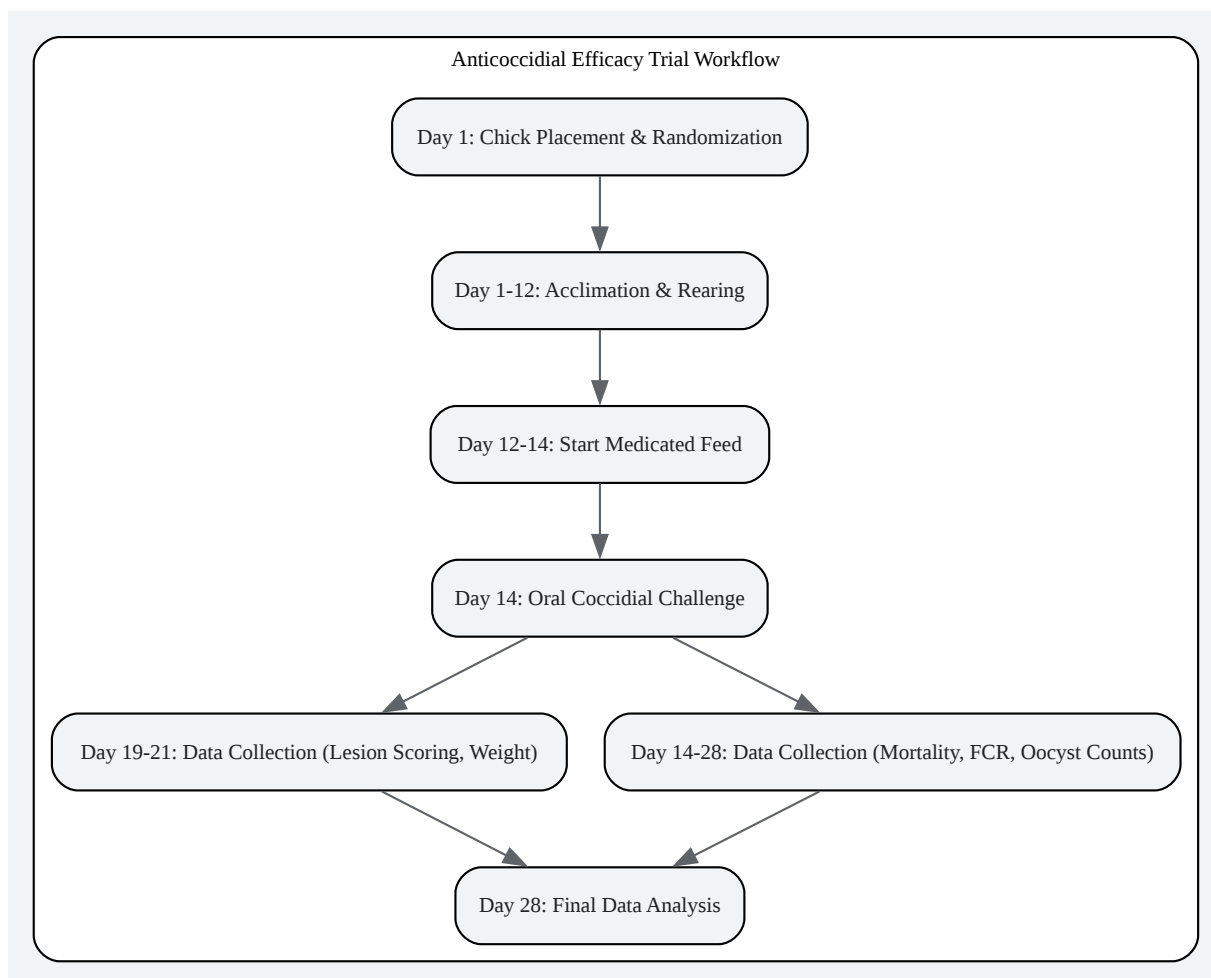 Anticoccidial Efficacy Trial Workflow
Day 1: Chick Placement & Randomization
Day 1-12: Acclimation & Rearing
Day 12-14: Start Medicated Feed
Day 14: Oral Coccidial Challenge
Day 19-21: Data Collection (Lesion Scoring, Weight)
Day 14-28: Data Collection (Mortality, FCR, Oocyst Counts)
Day 28: Final Data Analysis